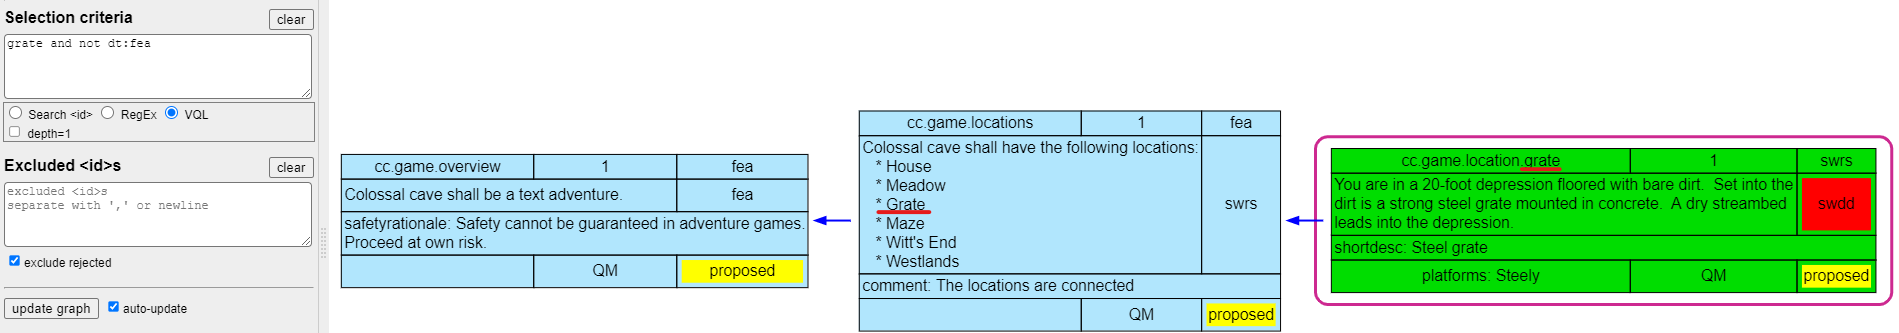 Selection criteria
clear
grate and not dt:fea
Search <id>
RegEx
VQL
depth=1
Excluded <id>s
clear
excluded <id>s
separate with ',' or newline
exclude rejected
update graph
auto-update
cc.game.overview
1
fea
Colossal cave shall be a text adventure.
fea
safetyrationale: Safety cannot be guaranteed in adventure games.
Proceed at own risk.
QM
proposed
cc.game.locations
1
fea
Colossal cave shall have the following locations:
* House
* Meadow
* Grate
* Maze
* Witt's End
* Westlands
swrs
comment: The locations are connected
QM
proposed
cc.game.location.grate
1
swrs
You are in a 20-foot depression floored with bare dirt. Set into the
dirt is a strong steel grate mounted in concrete. A dry streambed
leads into the depression.
swdd
shortdesc: Steel grate
platforms: Steely
QM
proposed